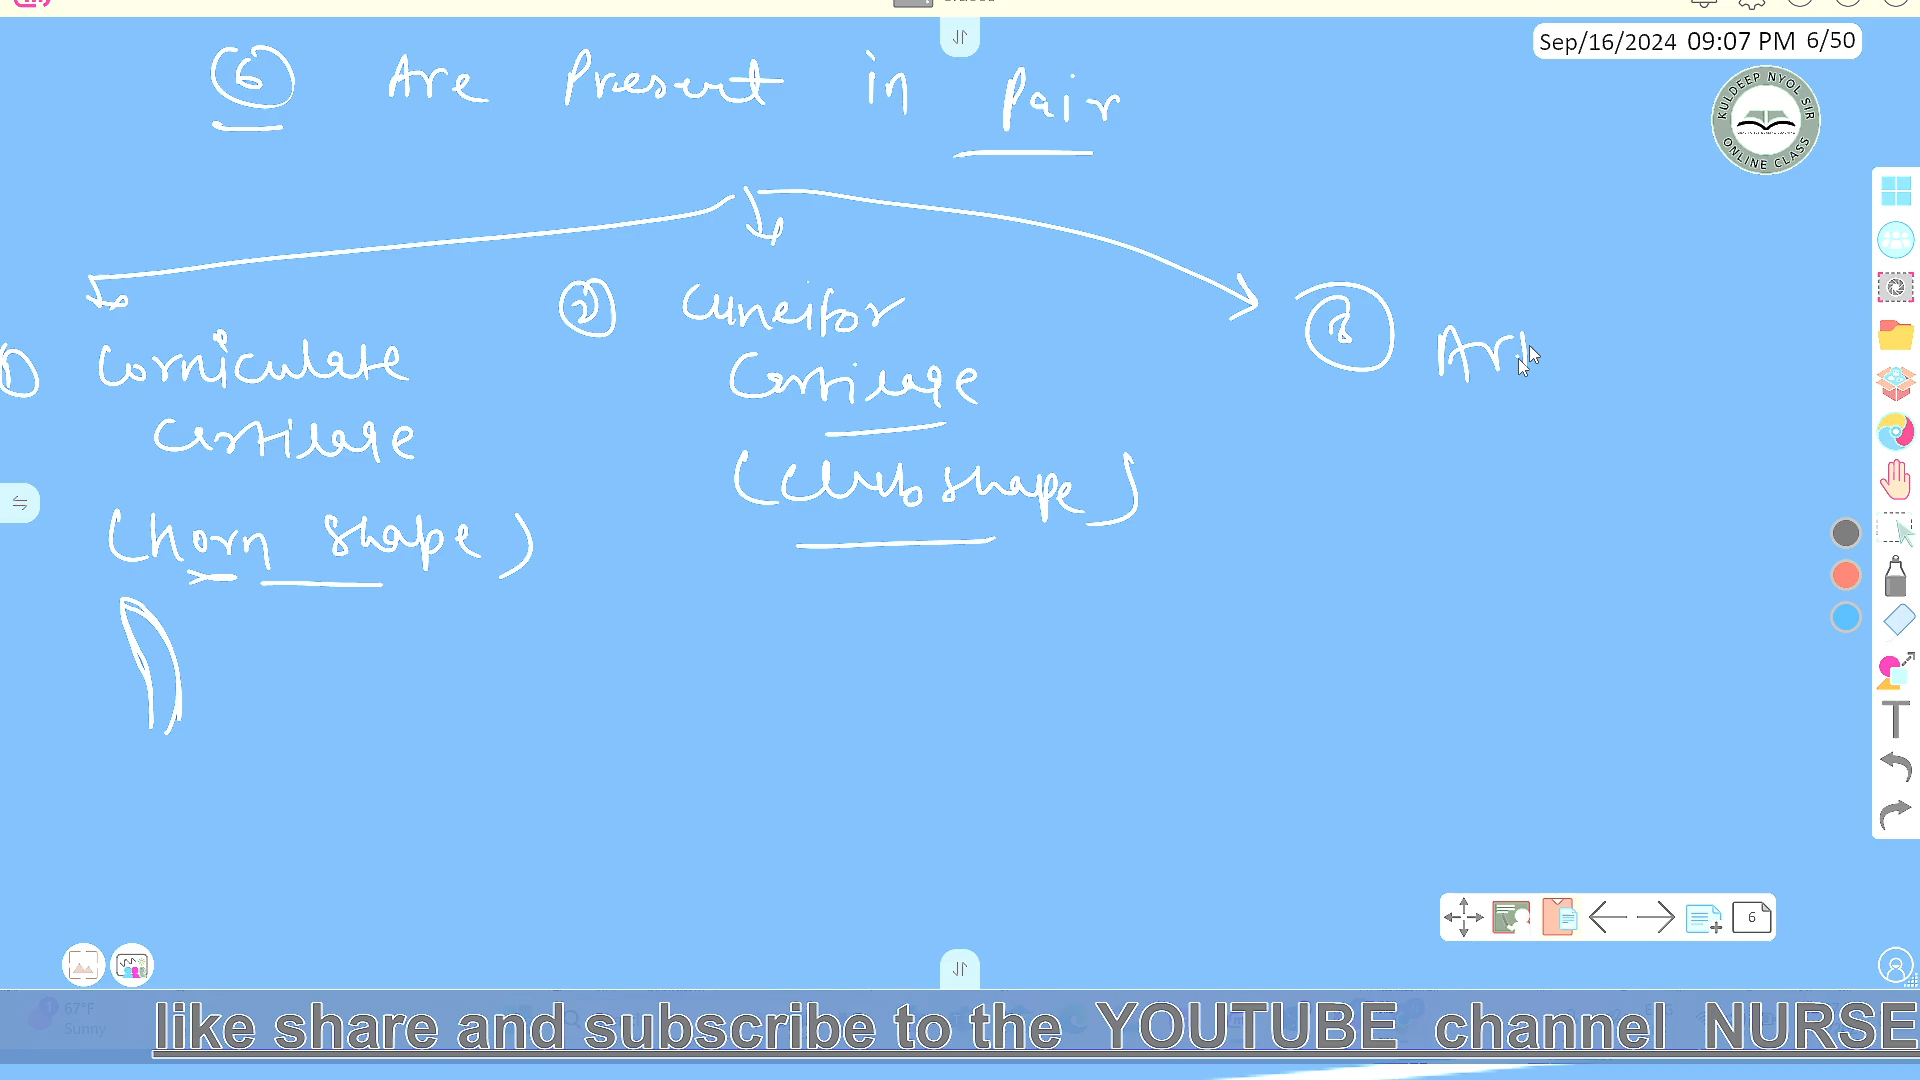 Sep/16/2024 09:07 PM 6/50
KULDEEP NYOL SIR
ONLINE CLASS
6 Are Present in Pair
1 Corniculate
Cartilage
(horn shape)
2 Cuneifor
Cartilage
(Club shape)
3 Ari
T
6
67°F
Sunny
like share and subscribe to the YOUTUBE channel NURSE